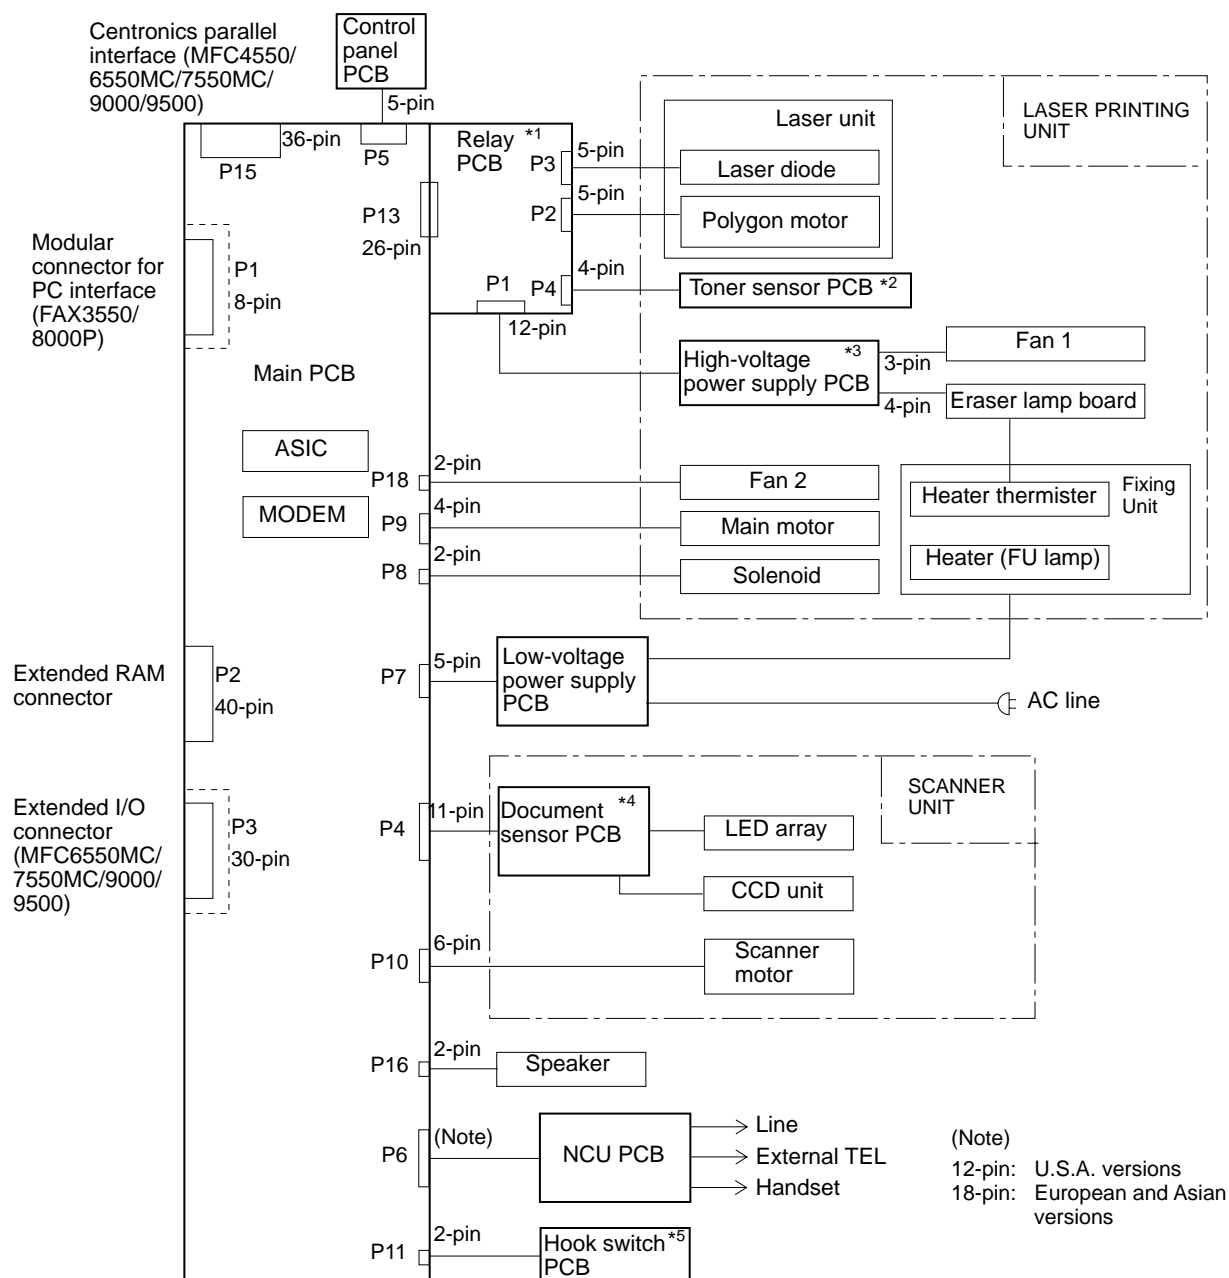 Centronics parallel
interface (MFC4550/
6550MC/7550MC/
9000/9500)
Control
panel
PCB
5-pin
36-pin
P15
P5
Relay *1
PCB
P3
5-pin
P2
5-pin
P4
4-pin
P1
12-pin
P13
26-pin
Laser unit
Laser diode
Polygon motor
LASER PRINTING
UNIT
Toner sensor PCB *2
High-voltage *3
power supply PCB
3-pin
4-pin
Fan 1
Eraser lamp board
Modular
connector for
PC interface
(FAX3550/
8000P)
P1
8-pin
Main PCB
ASIC
MODEM
P18
2-pin
Fan 2
P9
4-pin
Main motor
P8
2-pin
Solenoid
Heater thermister
Heater (FU lamp)
Fixing
Unit
Extended RAM
connector
P2
40-pin
P7
5-pin
Low-voltage
power supply
PCB
AC line
Extended I/O
connector
(MFC6550MC/
7550MC/9000/
9500)
P3
30-pin
P4
11-pin
Document *4
sensor PCB
LED array
CCD unit
SCANNER
UNIT
P10
6-pin
Scanner
motor
P16
2-pin
Speaker
P6
(Note)
NCU PCB
Line
External TEL
Handset
(Note)
12-pin: U.S.A. versions
18-pin: European and Asian
versions
P11
2-pin
Hook switch *5
PCB